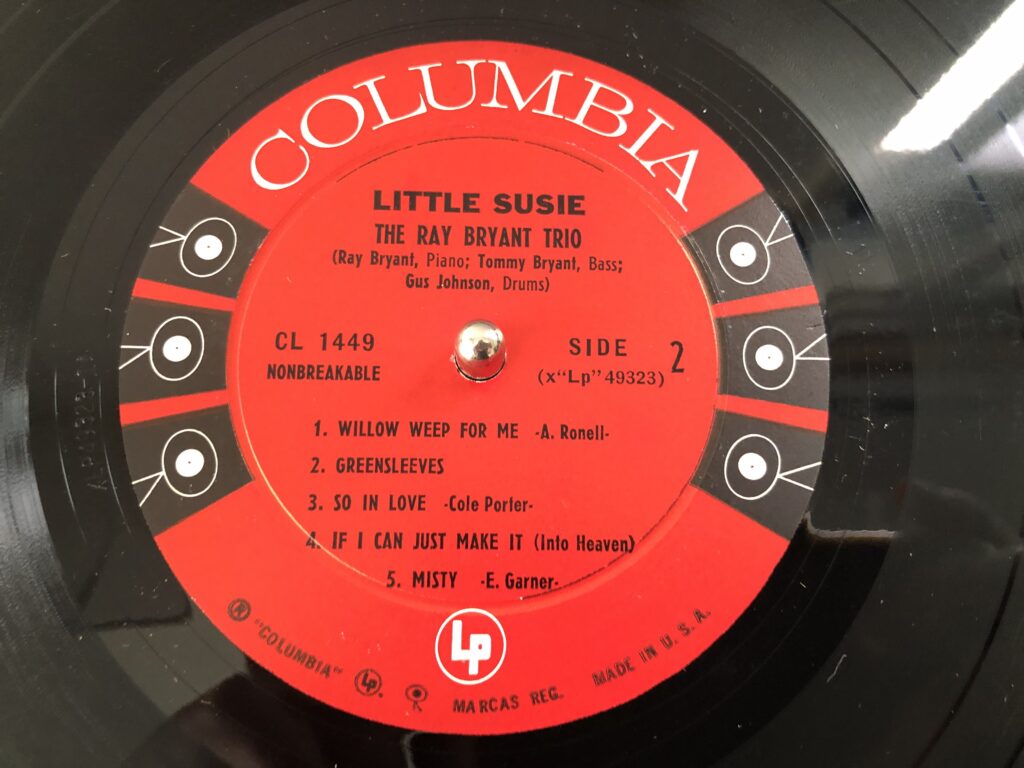 COLUMBIA
LITTLE SUSIE
THE RAY BRYANT TRIO
(Ray Bryant, Piano; Tommy Bryant, Bass;
Gus Johnson, Drums)
CL 1449
NONBREAKABLE
SIDE 2
(x“Lp” 49323)
1. WILLOW WEEP FOR ME -A. Ronell-
2. GREENSLEEVES
3. SO IN LOVE -Cole Porter-
4. IF I CAN JUST MAKE IT (Into Heaven)
5. MISTY -E. Garner-
Lp
® “COLUMBIA” Lp. MARCAS REG. MADE IN U. S. A.